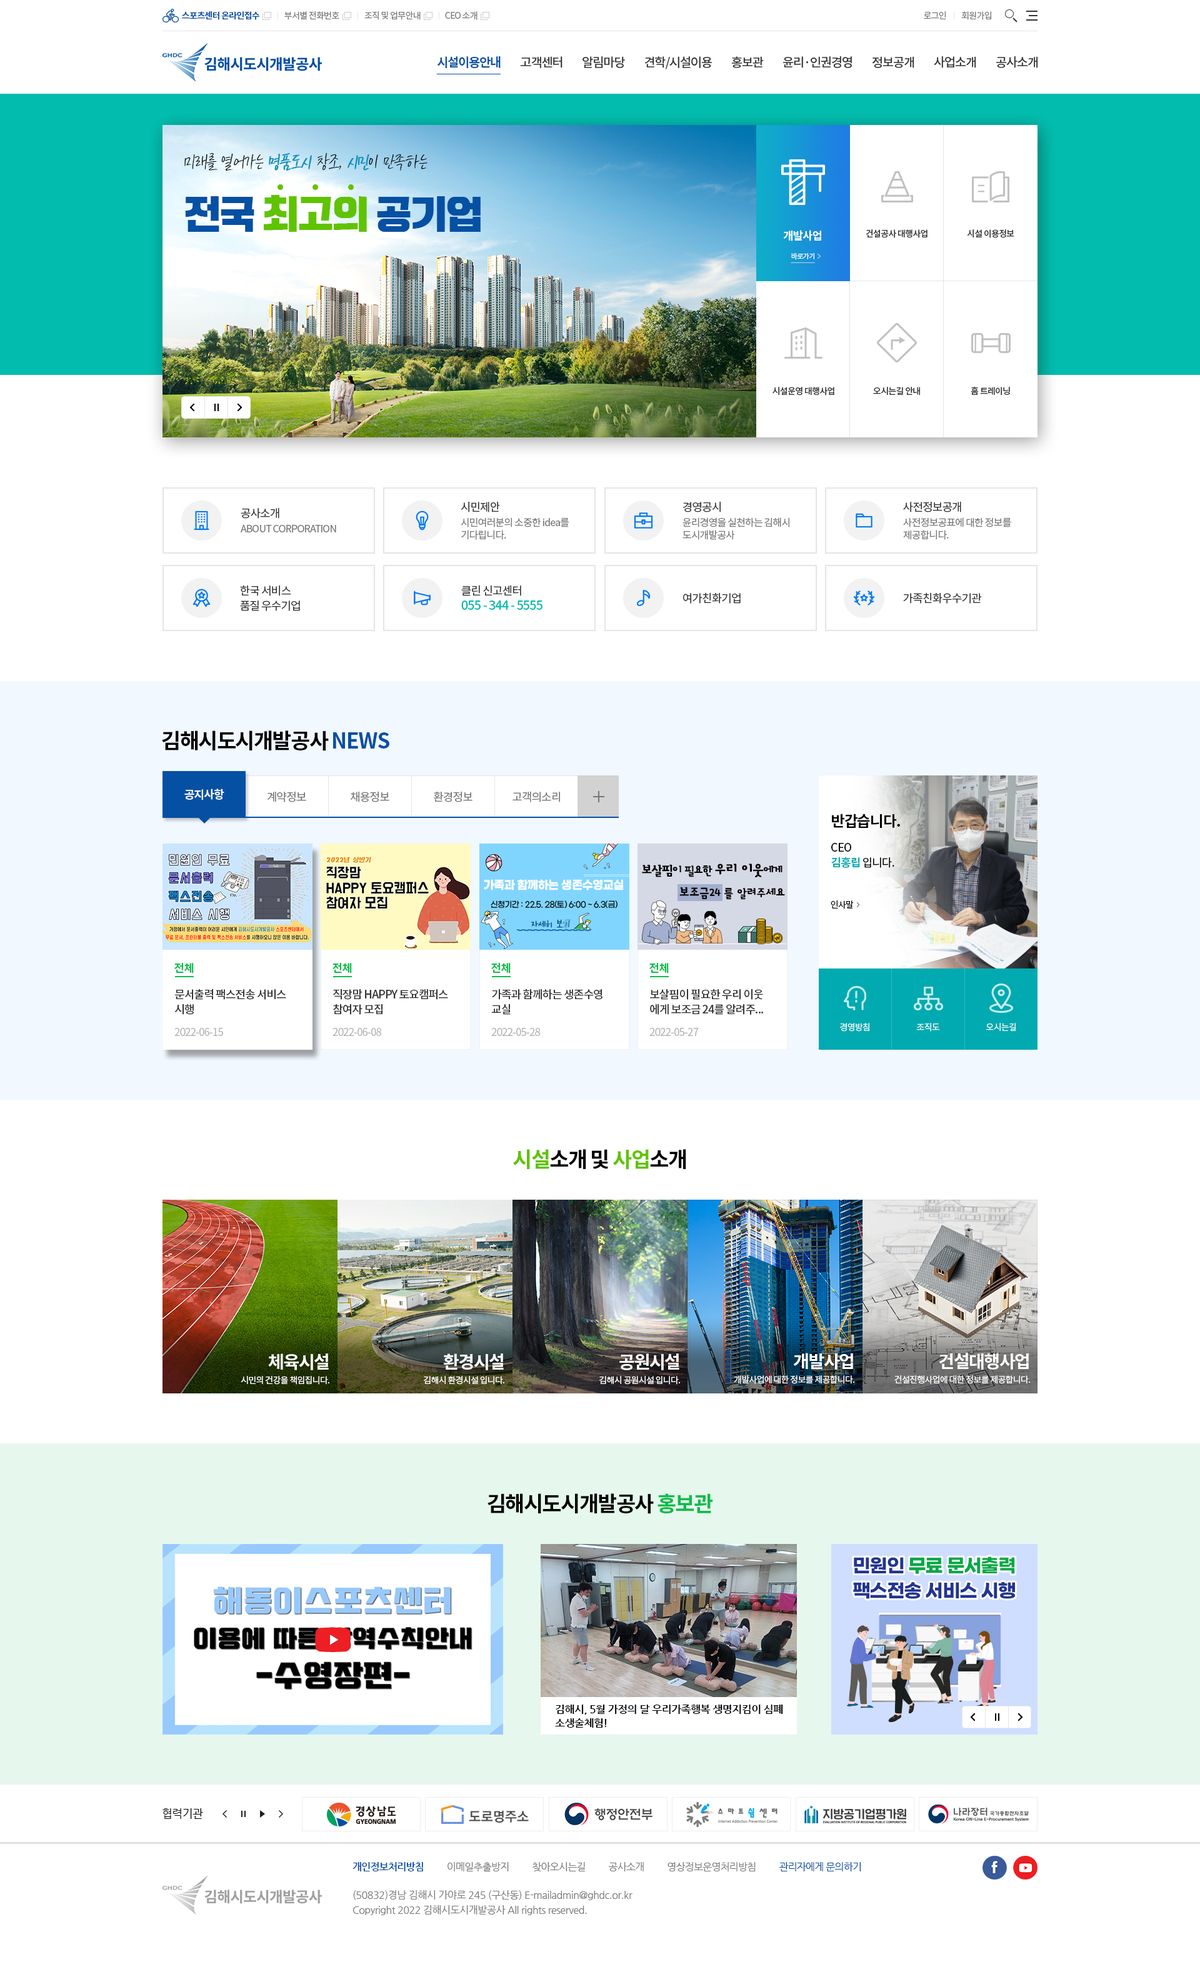 스포츠센터 온라인접수 부서별 전화번호 조직 및 업무안내 CEO 소개 로그인 회원가입
GHDC 김해시도시개발공사
시설이용안내 고객센터 알림마당 견학/시설이용 홍보관 윤리·인권경영 정보공개 사업소개 공사소개
미래를 열어가는 명품도시 창조, 시민이 만족하는
전국 최고의 공기업
개발사업
바로가기 >
건설공사 대행사업
시설 이용정보
시설운영 대행사업
오시는길 안내
홈 트레이닝
공사소개
ABOUT CORPORATION
시민제안
시민여러분의 소중한 idea를
기다립니다.
경영공시
윤리경영을 실천하는 김해시
도시개발공사
사전정보공개
사전정보공표에 대한 정보를
제공합니다.
한국 서비스
품질 우수기업
클린 신고센터
055 - 344 - 5555
여가친화기업
가족친화우수기관
김해시도시개발공사 NEWS
공지사항 계약정보 채용정보 환경정보 고객의소리
민원인 무료
문서출력
팩스전송
서비스 시행
전체
문서출력 팩스전송 서비스
시행
2022-06-15
2022년 상반기
직장맘
HAPPY 토요캠퍼스
참여자 모집
전체
직장맘 HAPPY 토요캠퍼스
참여자 모집
2022-06-08
가족과 함께하는 생존수영교실
신청기간 : 22.5. 28(토) 6:00 ~ 6.3(금)
자세히 보기
전체
가족과 함께하는 생존수영
교실
2022-05-28
보살핌이 필요한 우리 이웃에게
보조금24 를 알려주세요
전체
보살핌이 필요한 우리 이웃
에게 보조금 24를 알려주...
2022-05-27
반갑습니다.
CEO
김홍립 입니다.
인사말 >
경영방침
조직도
오시는길
시설소개 및 사업소개
체육시설
시민의 건강을 책임집니다.
환경시설
김해시 환경시설 입니다.
공원시설
김해시 공원시설 입니다.
개발사업
개발사업에 대한 정보를 제공합니다.
건설대행사업
건설진행사업에 대한 정보를 제공합니다.
김해시도시개발공사 홍보관
해동이스포츠센터
이용에 따른 역수칙안내
-수영장편-
김해시, 5월 가정의 달 우리가족행복 생명지킴이 심폐
소생술체험!
민원인 무료 문서출력
팩스전송 서비스 시행
협력기관
경상남도
GYEONGNAM
도로명주소
행정안전부
스마트쉼센터
Internet Addiction Prevention Center
지방공기업평가원
나라장터 국가종합전자조달
Korea ON-Line E-Procurement System
개인정보처리방침 이메일추출방지 찾아오시는길 공사소개 영상정보운영처리방침 관리자에게 문의하기
GHDC 김해시도시개발공사
(50832)경남 김해시 가야로 245 (구산동) E-mailadmin@ghdc.or.kr
Copyright 2022 김해시도시개발공사 All rights reserved.